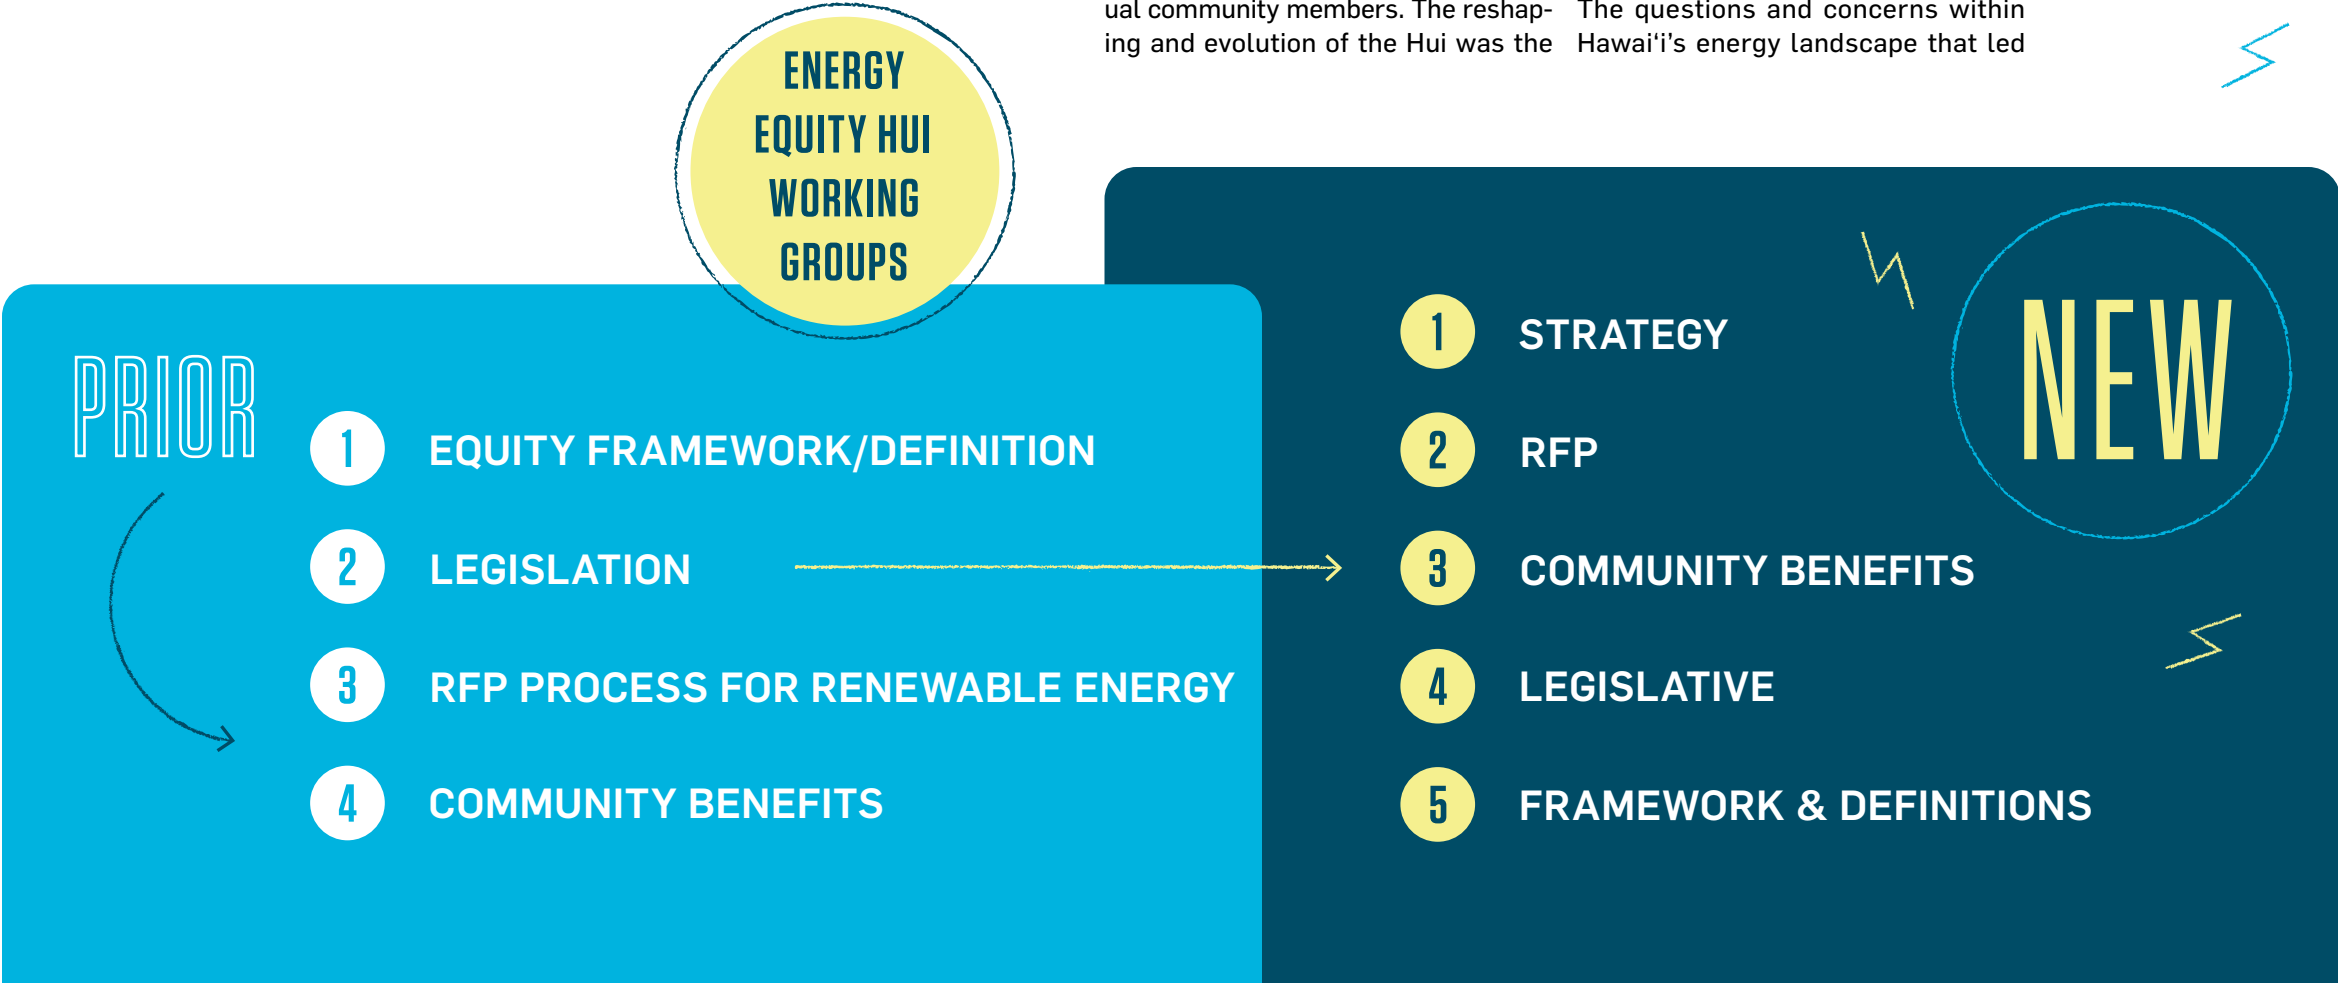 ual community members. The reshap-
ing and evolution of the Hui was the
The questions and concerns within
Hawaiʻi’s energy landscape that led
ENERGY
EQUITY HUI
WORKING
GROUPS
PRIOR
1 EQUITY FRAMEWORK/DEFINITION
2 LEGISLATION
3 RFP PROCESS FOR RENEWABLE ENERGY
4 COMMUNITY BENEFITS
NEW
1 STRATEGY
2 RFP
3 COMMUNITY BENEFITS
4 LEGISLATIVE
5 FRAMEWORK & DEFINITIONS